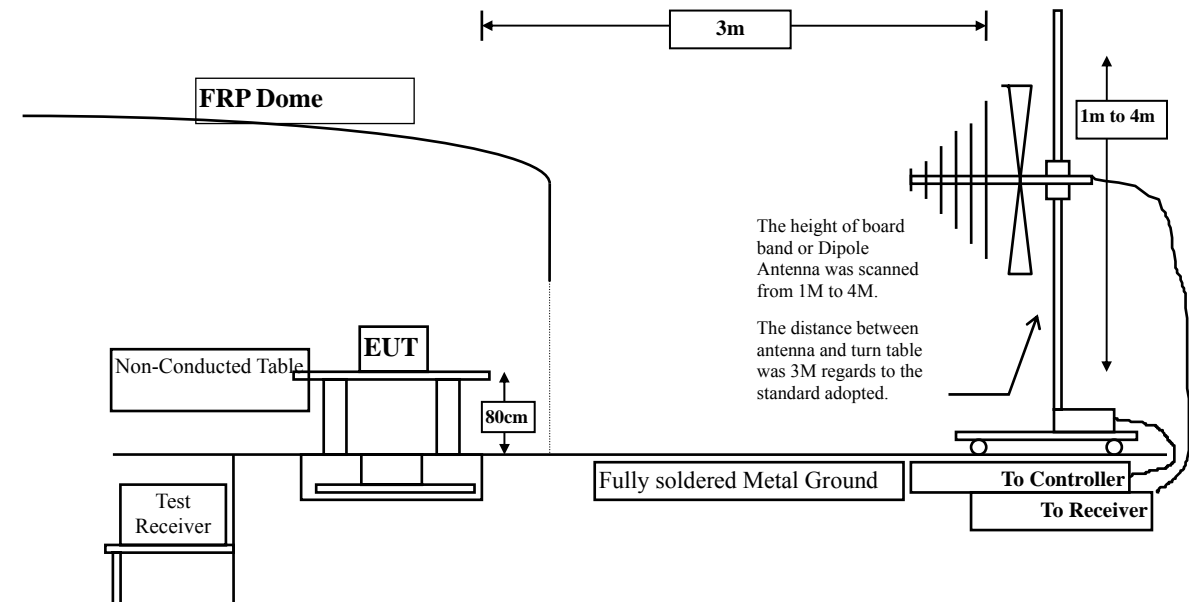 3m
FRP Dome
1m to 4m
The height of board
band or Dipole
Antenna was scanned
from 1M to 4M.
The distance between
antenna and turn table
was 3M regards to the
standard adopted.
EUT
Non-Conducted Table
80cm
Fully soldered Metal Ground
To Controller
To Receiver
Test
Receiver